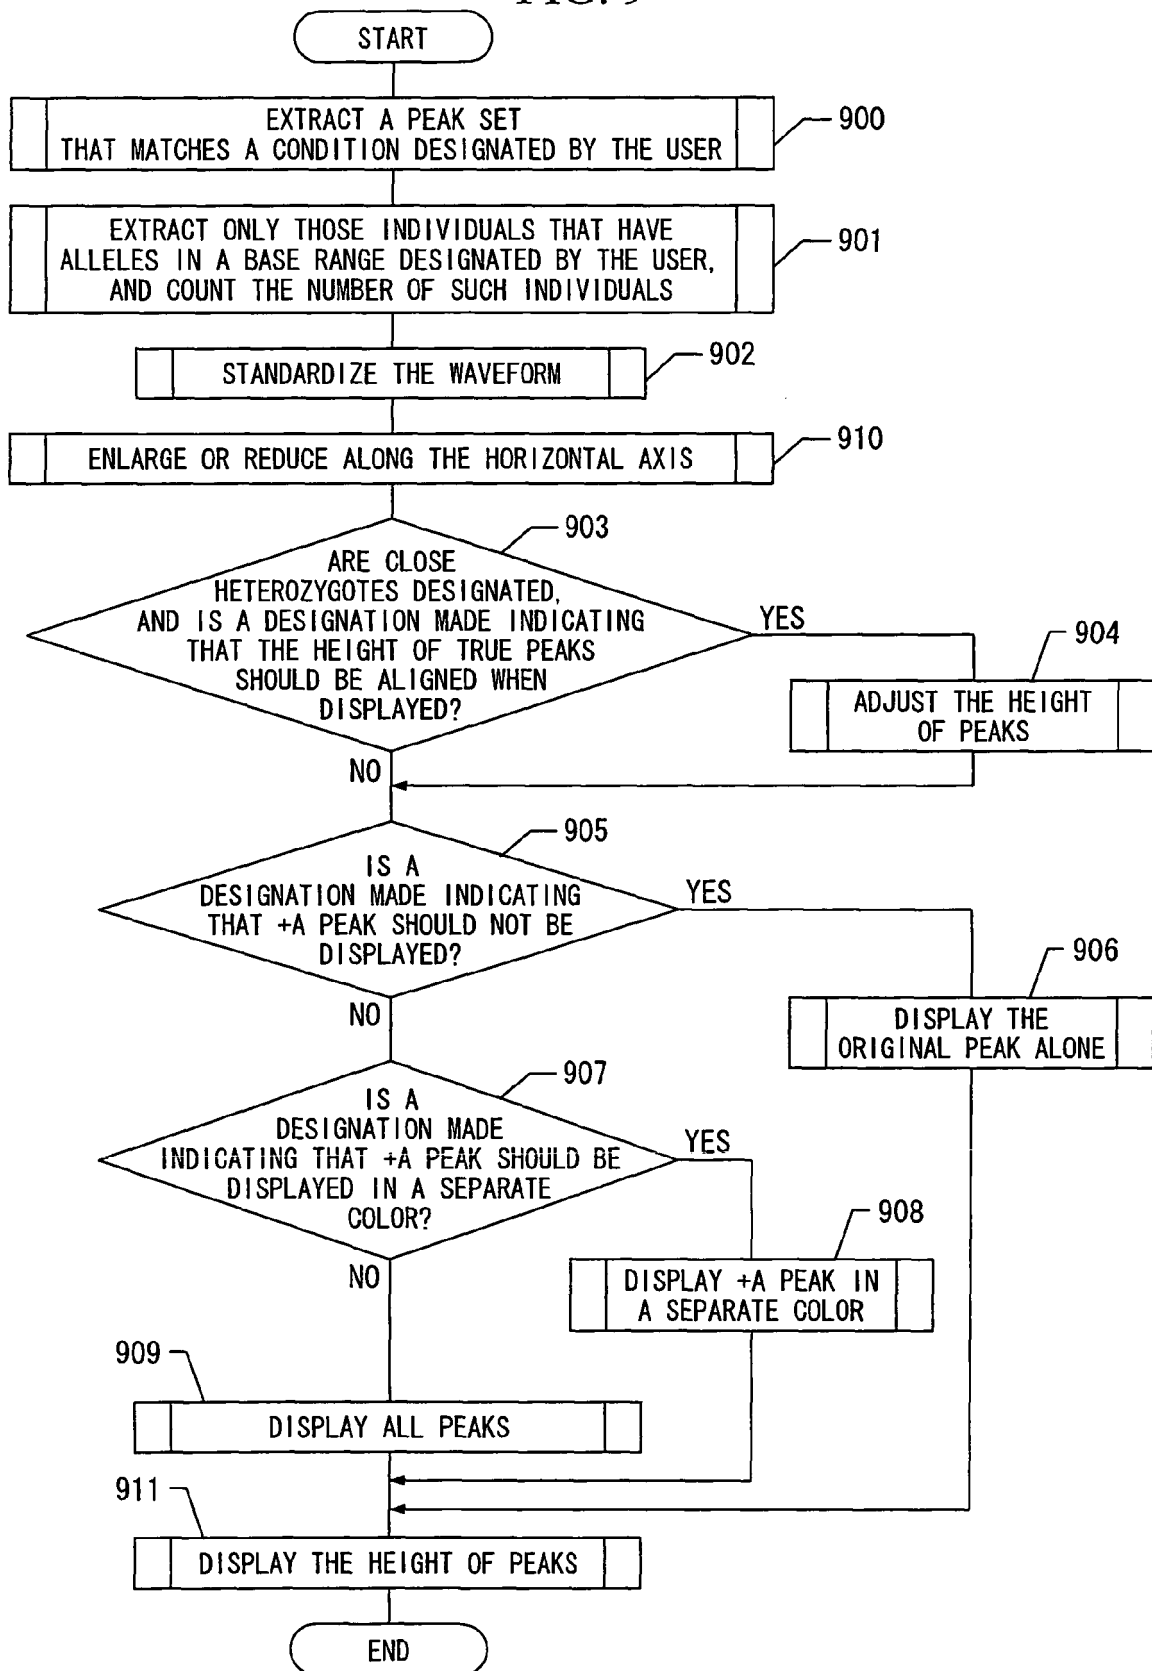 START
EXTRACT A PEAK SET
THAT MATCHES A CONDITION DESIGNATED BY THE USER
900
EXTRACT ONLY THOSE INDIVIDUALS THAT HAVE
ALLELES IN A BASE RANGE DESIGNATED BY THE USER,
AND COUNT THE NUMBER OF SUCH INDIVIDUALS
901
STANDARDIZE THE WAVEFORM
902
ENLARGE OR REDUCE ALONG THE HORIZONTAL AXIS
910
903
ARE CLOSE
HETEROZYGOTES DESIGNATED,
AND IS A DESIGNATION MADE INDICATING
THAT THE HEIGHT OF TRUE PEAKS
SHOULD BE ALIGNED WHEN
DISPLAYED?
YES
904
ADJUST THE HEIGHT
OF PEAKS
NO
905
IS A
DESIGNATION MADE INDICATING
THAT +A PEAK SHOULD NOT BE
DISPLAYED?
YES
906
DISPLAY THE
ORIGINAL PEAK ALONE
NO
907
IS A
DESIGNATION MADE
INDICATING THAT +A PEAK SHOULD BE
DISPLAYED IN A SEPARATE
COLOR?
YES
908
DISPLAY +A PEAK IN
A SEPARATE COLOR
NO
909
DISPLAY ALL PEAKS
911
DISPLAY THE HEIGHT OF PEAKS
END